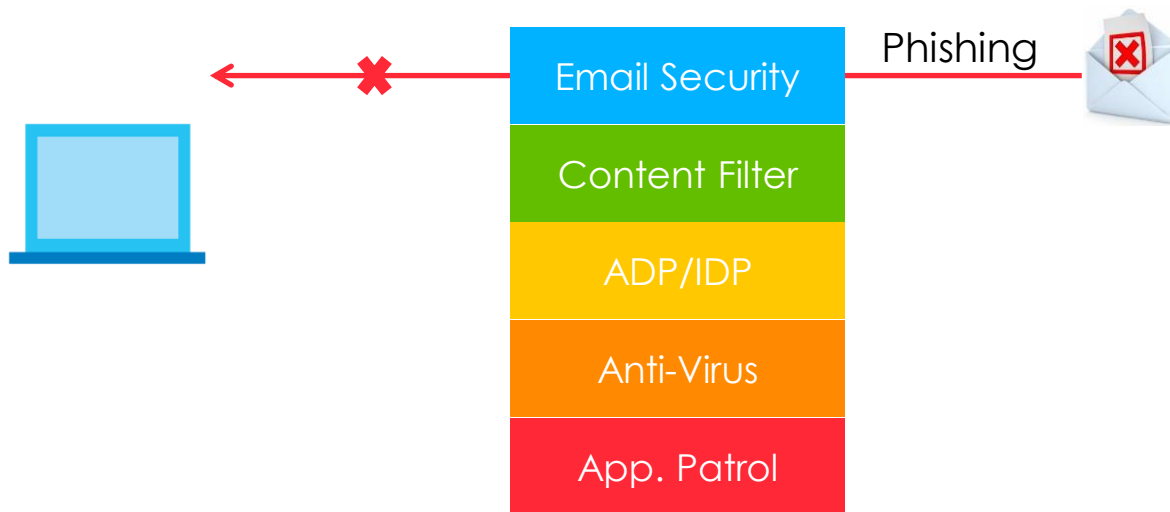 Phishing
Email Security
Content Filter
ADP/IDP
Anti-Virus
App. Patrol